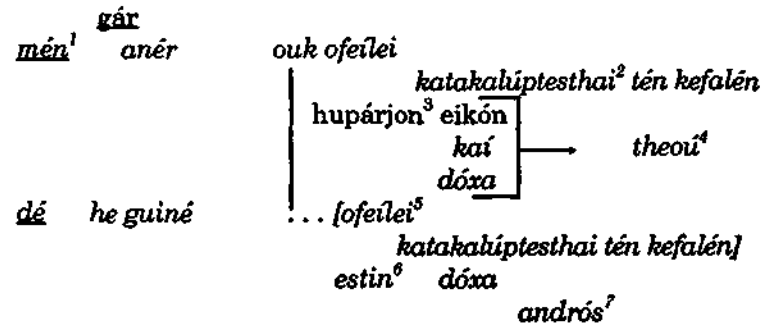 gár
mén¹ anér ouk ofeílei
katakalúptesthai² tén kefalén
hupárjon³ eikón
kaí theoú⁴
dóxa
dé he guiné ... [ofeílei⁵
katakalúptesthai tén kefalén]
estin⁶ dóxa
andrós⁷